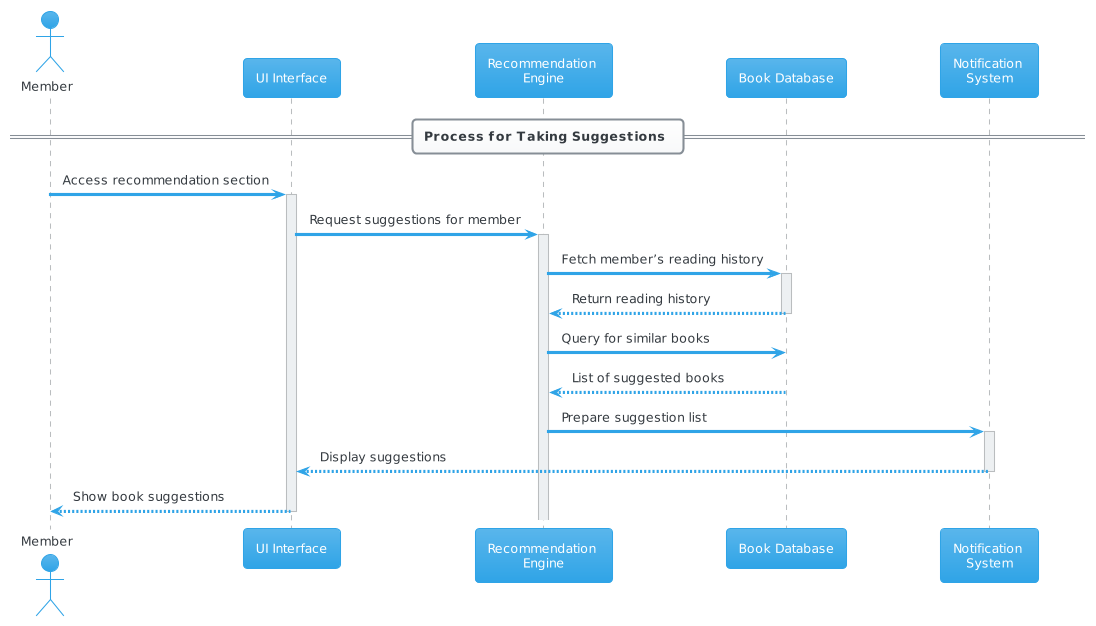 Member
UI Interface
Recommendation
Engine
Book Database
Notification
System
Process for Taking Suggestions
Access recommendation section
Request suggestions for member
Fetch member’s reading history
Return reading history
Query for similar books
List of suggested books
Prepare suggestion list
Display suggestions
Show book suggestions
Member
UI Interface
Recommendation
Engine
Book Database
Notification
System